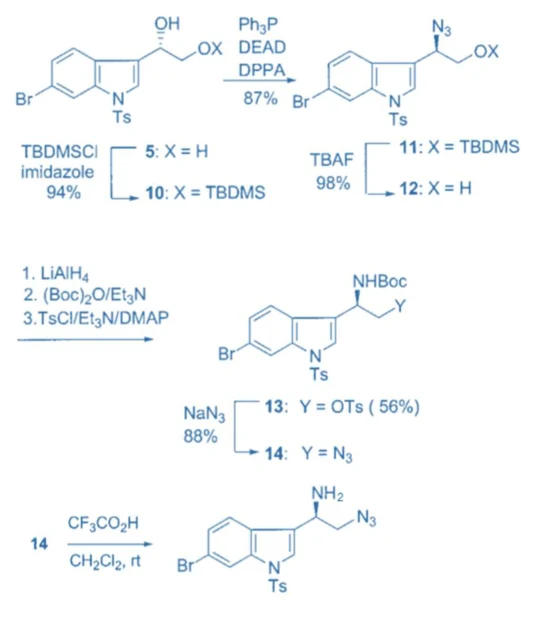 OH
Ph3P
N3
OX
DEAD
OX
DPPA
Br
N
87%
Br
N
Ts
Ts
TBDMSCl
5: X = H
TBAF
11: X = TBDMS
imidazole
98%
94%
10: X = TBDMS
12: X = H
1. LiAlH4
2. (Boc)2O/Et3N
3.TsCl/Et3N/DMAP
NHBoc
Y
Br
N
Ts
NaN3
13: Y = OTs ( 56%)
88%
14: Y = N3
NH2
14
CF3CO2H
N3
CH2Cl2, rt
Br
N
Ts